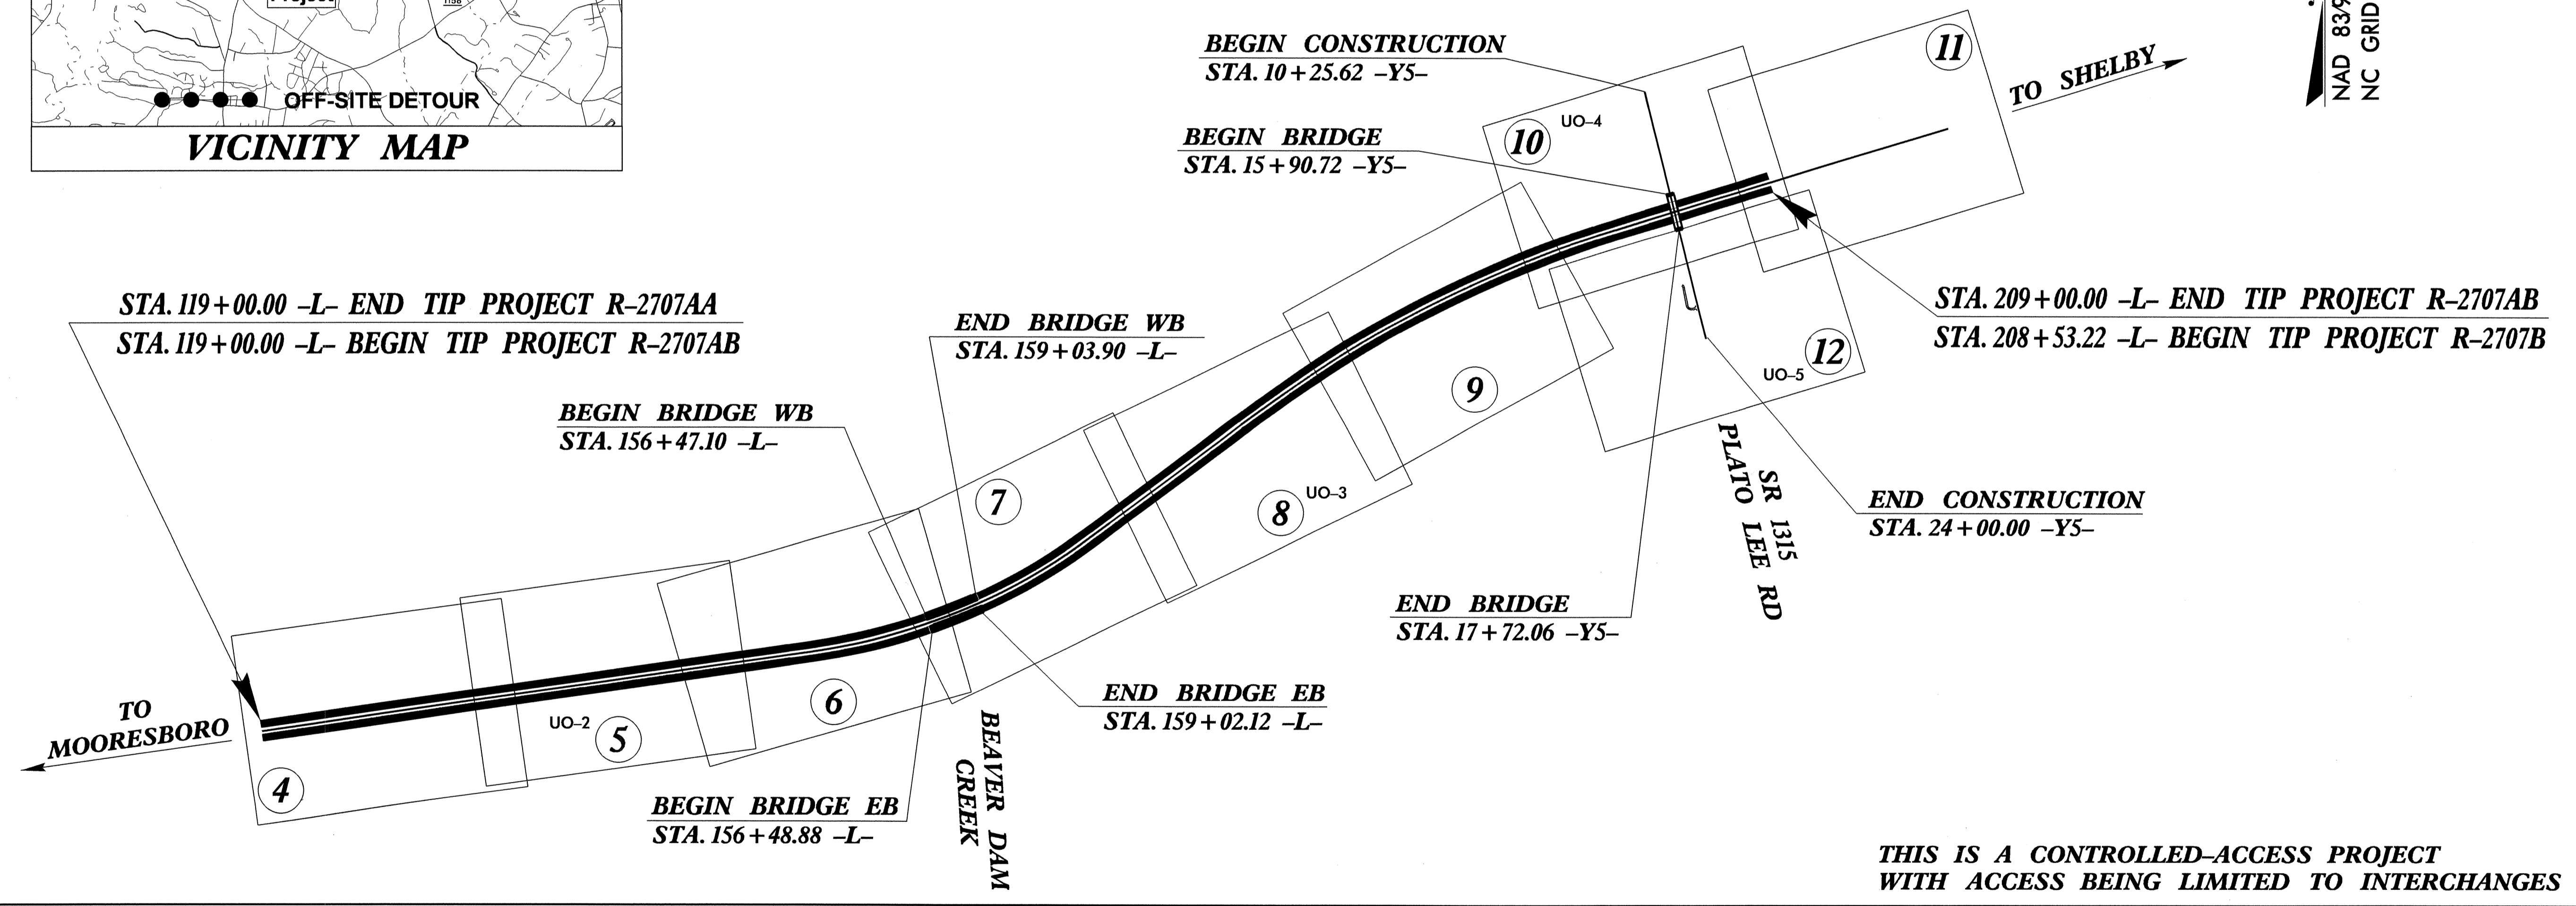 1158
OFF-SITE DETOUR
VICINITY MAP
BEGIN CONSTRUCTION
STA. 10+25.62 –Y5–
BEGIN BRIDGE
STA. 15+90.72 –Y5–
10
UO–4
11
TO SHELBY
NAD 83/9
NC GRID
STA. 119+00.00 –L– END TIP PROJECT R–2707AA
STA. 119+00.00 –L– BEGIN TIP PROJECT R–2707AB
END BRIDGE WB
STA. 159+03.90 –L–
BEGIN BRIDGE WB
STA. 156+47.10 –L–
STA. 209+00.00 –L– END TIP PROJECT R–2707AB
STA. 208+53.22 –L– BEGIN TIP PROJECT R–2707B
12
UO–5
9
7
8
UO–3
SR 1315
PLATO LEE RD
END CONSTRUCTION
STA. 24+00.00 –Y5–
END BRIDGE
STA. 17+72.06 –Y5–
TO
MOORESBORO
4
UO–2
5
6
END BRIDGE EB
STA. 159+02.12 –L–
BEGIN BRIDGE EB
STA. 156+48.88 –L–
BEAVER DAM
CREEK
THIS IS A CONTROLLED–ACCESS PROJECT
WITH ACCESS BEING LIMITED TO INTERCHANGES